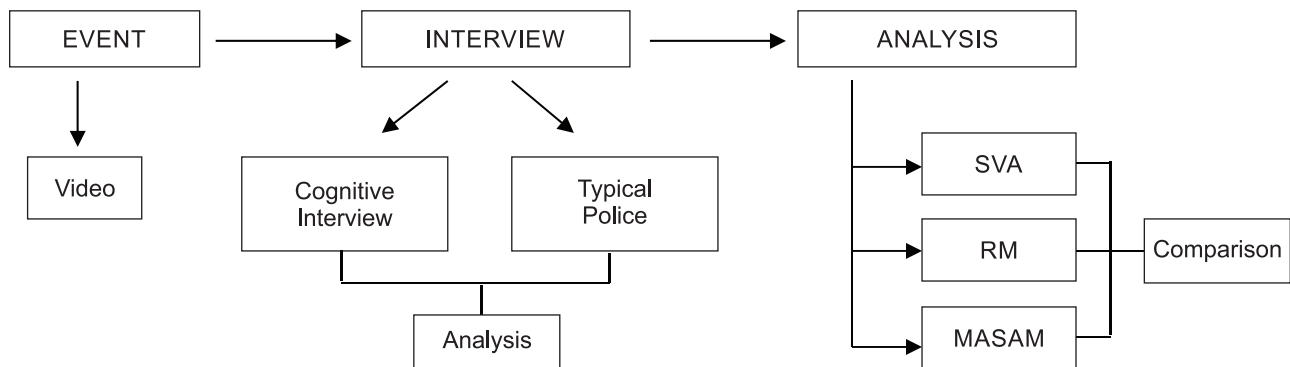 EVENT
INTERVIEW
ANALYSIS
Video
Cognitive
Interview
Typical
Police
Analysis
SVA
RM
MASAM
Comparison